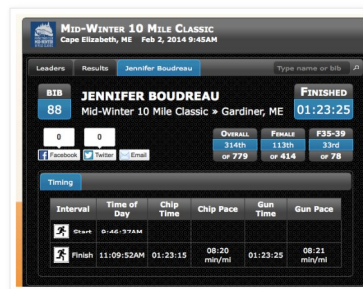 MID-WINTER 10 MILE CLASSIC
Cape Elizabeth, ME Feb 2, 2014 9:45AM
Leaders Results Jennifer Boudreau Type name or bib
BIB
88
JENNIFER BOUDREAU
Mid-Winter 10 Mile Classic » Gardiner, ME
FINISHED
01:23:25
0 0
Facebook Twitter Email
OVERALL FEMALE F35-39
314th 113th 33rd
OF 779 OF 414 OF 78
Timing
Interval Time of Day Chip Time Chip Pace Gun Time Gun Pace
Start 9:46:37AM
Finish 11:09:52AM 01:23:15 08:20 min/mi 01:23:25 08:21 min/mi